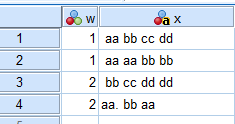 w x
1 1 aa bb cc dd
2 1 aa aa bb bb
3 2 bb cc dd dd
4 2 aa. bb aa